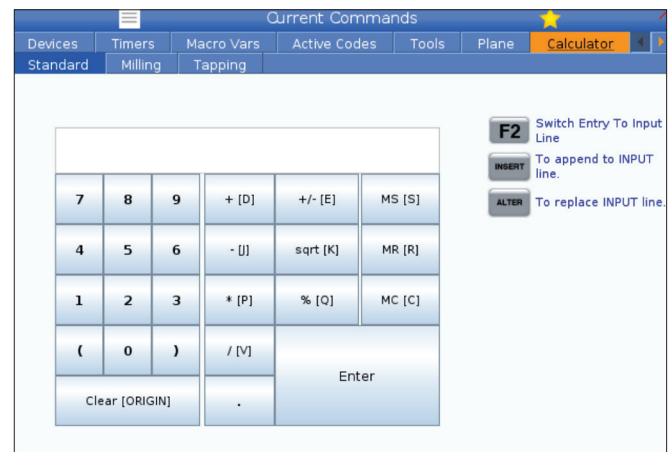 Current Commands
Devices Timers Macro Vars Active Codes Tools Plane Calculator
Standard Milling Tapping
F2 Switch Entry To Input
Line
INSERT To append to INPUT
line.
ALTER To replace INPUT line.
7 8 9 + [D] +/- [E] MS [S]
4 5 6 - [J] sqrt [K] MR [R]
1 2 3 * [P] % [Q] MC [C]
( 0 ) / [V] Enter
Clear [ORIGIN] .